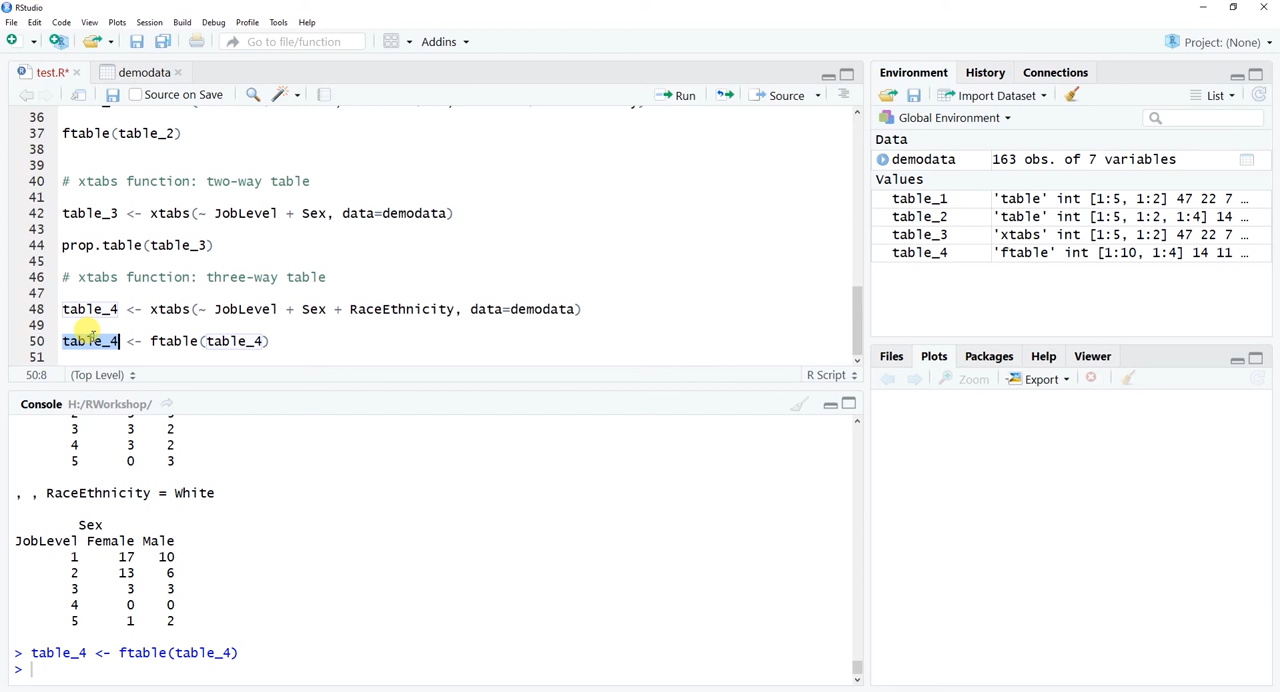 RStudio
File Edit Code View Plots Session Build Debug Profile Tools Help
Go to file/function Addins Project: (None)
test.R* demodata
Source on Save Run Source
36
37 ftable(table_2)
38
39
40 # xtabs function: two-way table
41
42 table_3 <- xtabs(~ JobLevel + Sex, data=demodata)
43
44 prop.table(table_3)
45
46 # xtabs function: three-way table
47
48 table_4 <- xtabs(~ JobLevel + Sex + RaceEthnicity, data=demodata)
49
50 table_4 <- ftable(table_4)
51
50:8 (Top Level) R Script
Console H:/RWorkshop/
3 3 2
4 3 2
5 0 3
, , RaceEthnicity = White
Sex
JobLevel Female Male
1 17 10
2 13 6
3 3 3
4 0 0
5 1 2
> table_4 <- ftable(table_4)
>
Environment History Connections
Import Dataset List
Global Environment
Data
demodata 163 obs. of 7 variables
Values
table_1 'table' int [1:5, 1:2] 47 22 7 …
table_2 'table' int [1:5, 1:2, 1:4] 14 …
table_3 'xtabs' int [1:5, 1:2] 47 22 7 …
table_4 'ftable' int [1:10, 1:4] 14 11 …
Files Plots Packages Help Viewer
Zoom Export